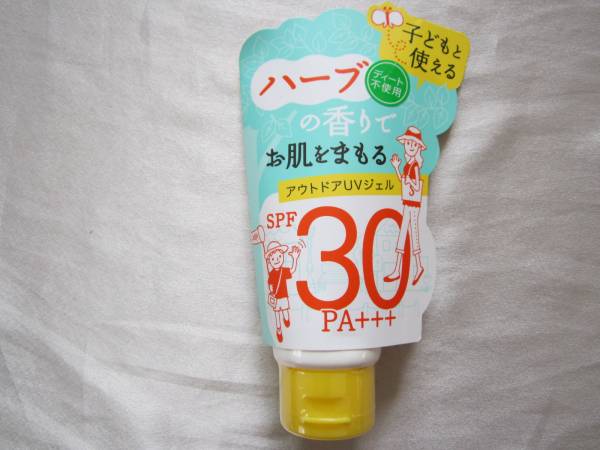 子どもと
使える
ハーブ
ディート
不使用
の香りで
お肌をまもる
アウトドアUVジェル
SPF
30
PA+++